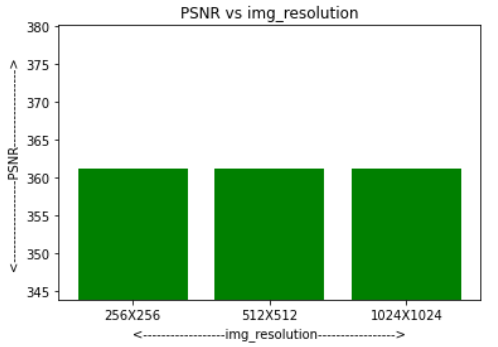 PSNR vs img_resolution
380
375
370
365
360
355
350
345
<---------------PSNR--------------->
256X256 512X512 1024X1024
<------------------img_resolution----------------->